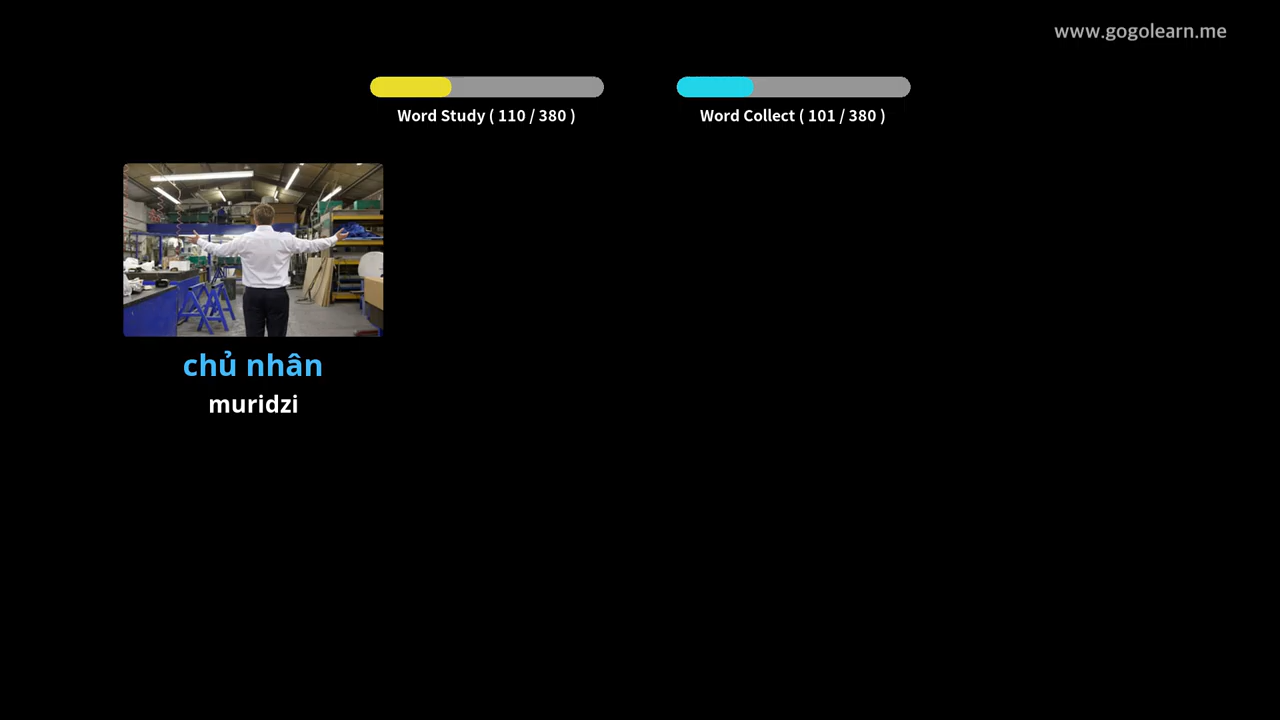 www.gogolearn.me
Word Study ( 110 / 380 )
Word Collect ( 101 / 380 )
chủ nhân
muridzi